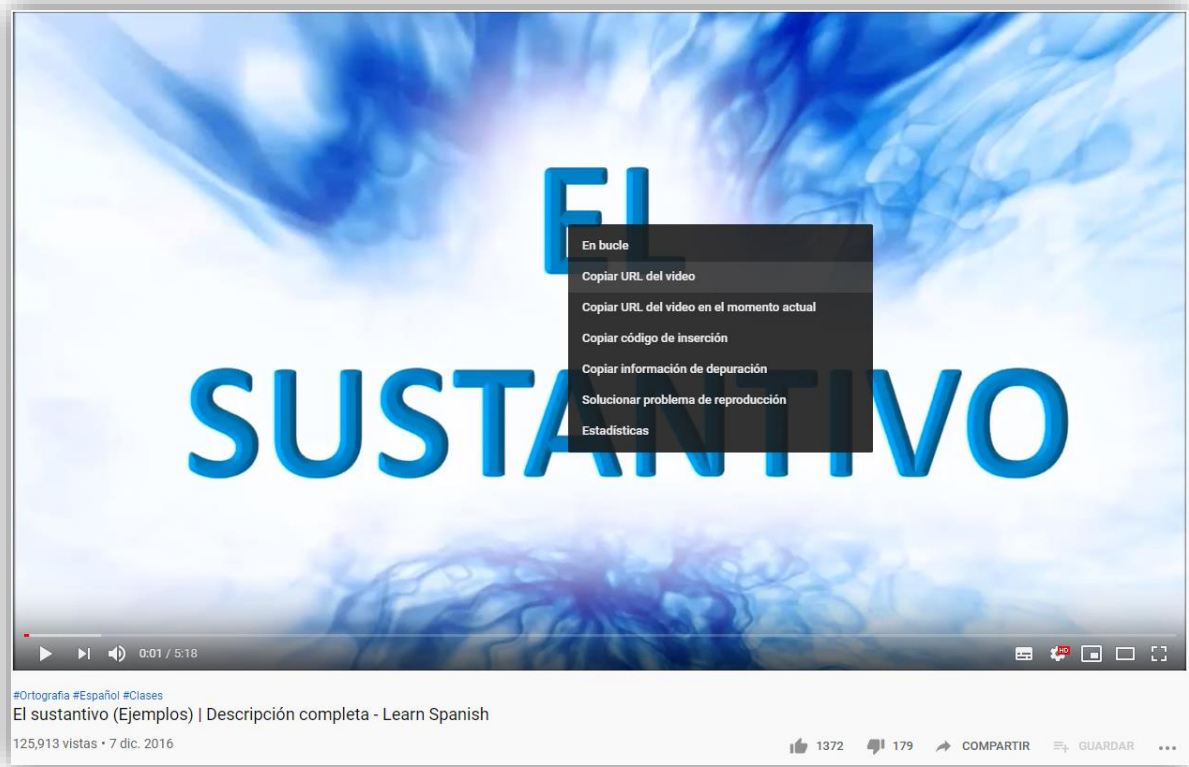 EL
SUSTANTIVO
En bucle
Copiar URL del video
Copiar URL del video en el momento actual
Copiar código de inserción
Copiar información de depuración
Solucionar problema de reproducción
Estadísticas
0:01 / 5:18
HD
#Ortografia #Español #Clases
El sustantivo (Ejemplos) | Descripción completa - Learn Spanish
125,913 vistas • 7 dic. 2016
1372 179 COMPARTIR GUARDAR